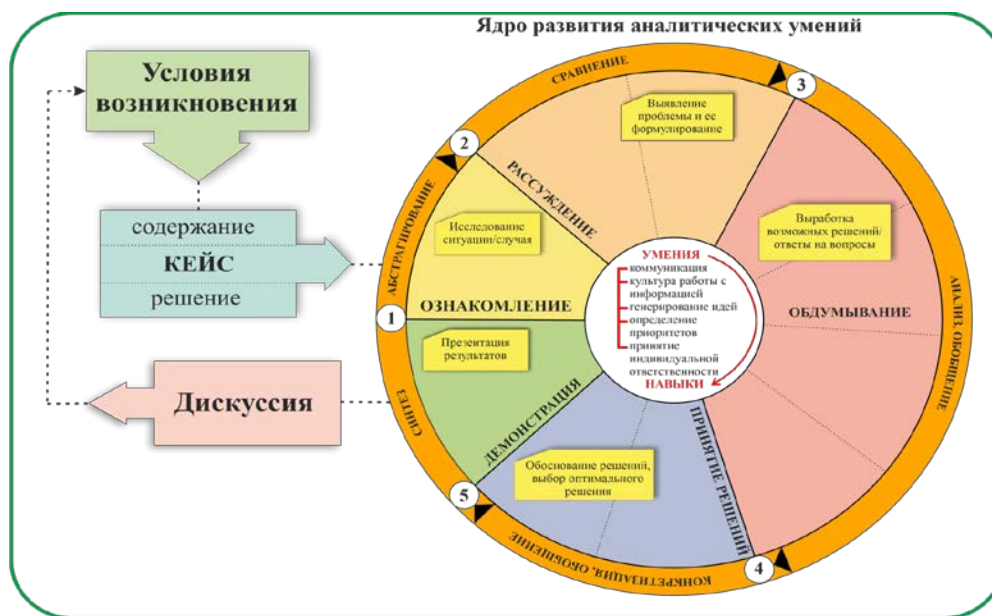 Ядро развития аналитических умений
Условия
возникновения
содержание
КЕЙС
решение
Дискуссия
1
АБСТРАГИРОВАНИЕ
ОЗНАКОМЛЕНИЕ
Исследование
ситуации/случая
2
СРАВНЕНИЕ
РАССУЖДЕНИЕ
Выявление
проблемы и ее
формулирование
3
АНАЛИЗ, ОБОБЩЕНИЕ
ОБДУМЫВАНИЕ
Выработка
возможных решений/
ответы на вопросы
4
КОНКРЕТИЗАЦИЯ, ОБОБЩЕНИЕ
ПРИНЯТИЕ РЕШЕНИЙ
Обоснование решений,
выбор оптимального
решения
5
СИНТЕЗ
ДЕМОНСТРАЦИЯ
Презентация
результатов
УМЕНИЯ
коммуникация
культура работы с
информацией
генерирование идей
определение
приоритетов
принятие
индивидуальной
ответственности
НАВЫКИ